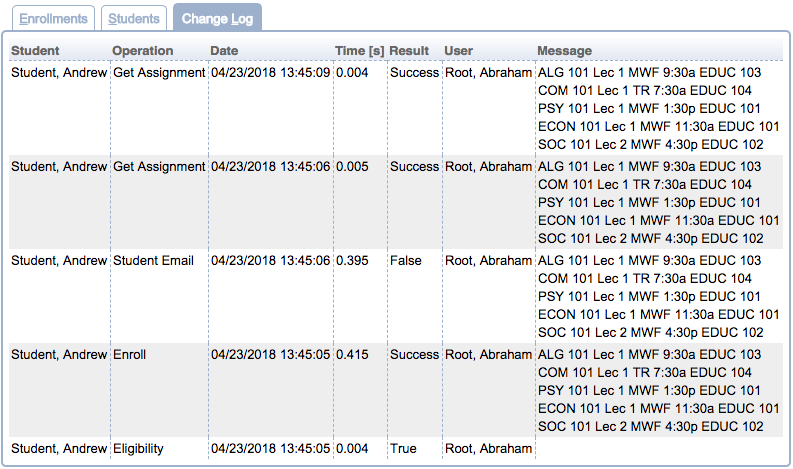 Enrollments Students Change Log
Student Operation Date Time [s] Result User Message
Student, Andrew Get Assignment 04/23/2018 13:45:09 0.004 Success Root, Abraham ALG 101 Lec 1 MWF 9:30a EDUC 103
COM 101 Lec 1 TR 7:30a EDUC 104
PSY 101 Lec 1 MWF 1:30p EDUC 101
ECON 101 Lec 1 MWF 11:30a EDUC 101
SOC 101 Lec 2 MWF 4:30p EDUC 102
Student, Andrew Get Assignment 04/23/2018 13:45:06 0.005 Success Root, Abraham ALG 101 Lec 1 MWF 9:30a EDUC 103
COM 101 Lec 1 TR 7:30a EDUC 104
PSY 101 Lec 1 MWF 1:30p EDUC 101
ECON 101 Lec 1 MWF 11:30a EDUC 101
SOC 101 Lec 2 MWF 4:30p EDUC 102
Student, Andrew Student Email 04/23/2018 13:45:06 0.395 False Root, Abraham ALG 101 Lec 1 MWF 9:30a EDUC 103
COM 101 Lec 1 TR 7:30a EDUC 104
PSY 101 Lec 1 MWF 1:30p EDUC 101
ECON 101 Lec 1 MWF 11:30a EDUC 101
SOC 101 Lec 2 MWF 4:30p EDUC 102
Student, Andrew Enroll 04/23/2018 13:45:05 0.415 Success Root, Abraham ALG 101 Lec 1 MWF 9:30a EDUC 103
COM 101 Lec 1 TR 7:30a EDUC 104
PSY 101 Lec 1 MWF 1:30p EDUC 101
ECON 101 Lec 1 MWF 11:30a EDUC 101
SOC 101 Lec 2 MWF 4:30p EDUC 102
Student, Andrew Eligibility 04/23/2018 13:45:05 0.004 True Root, Abraham